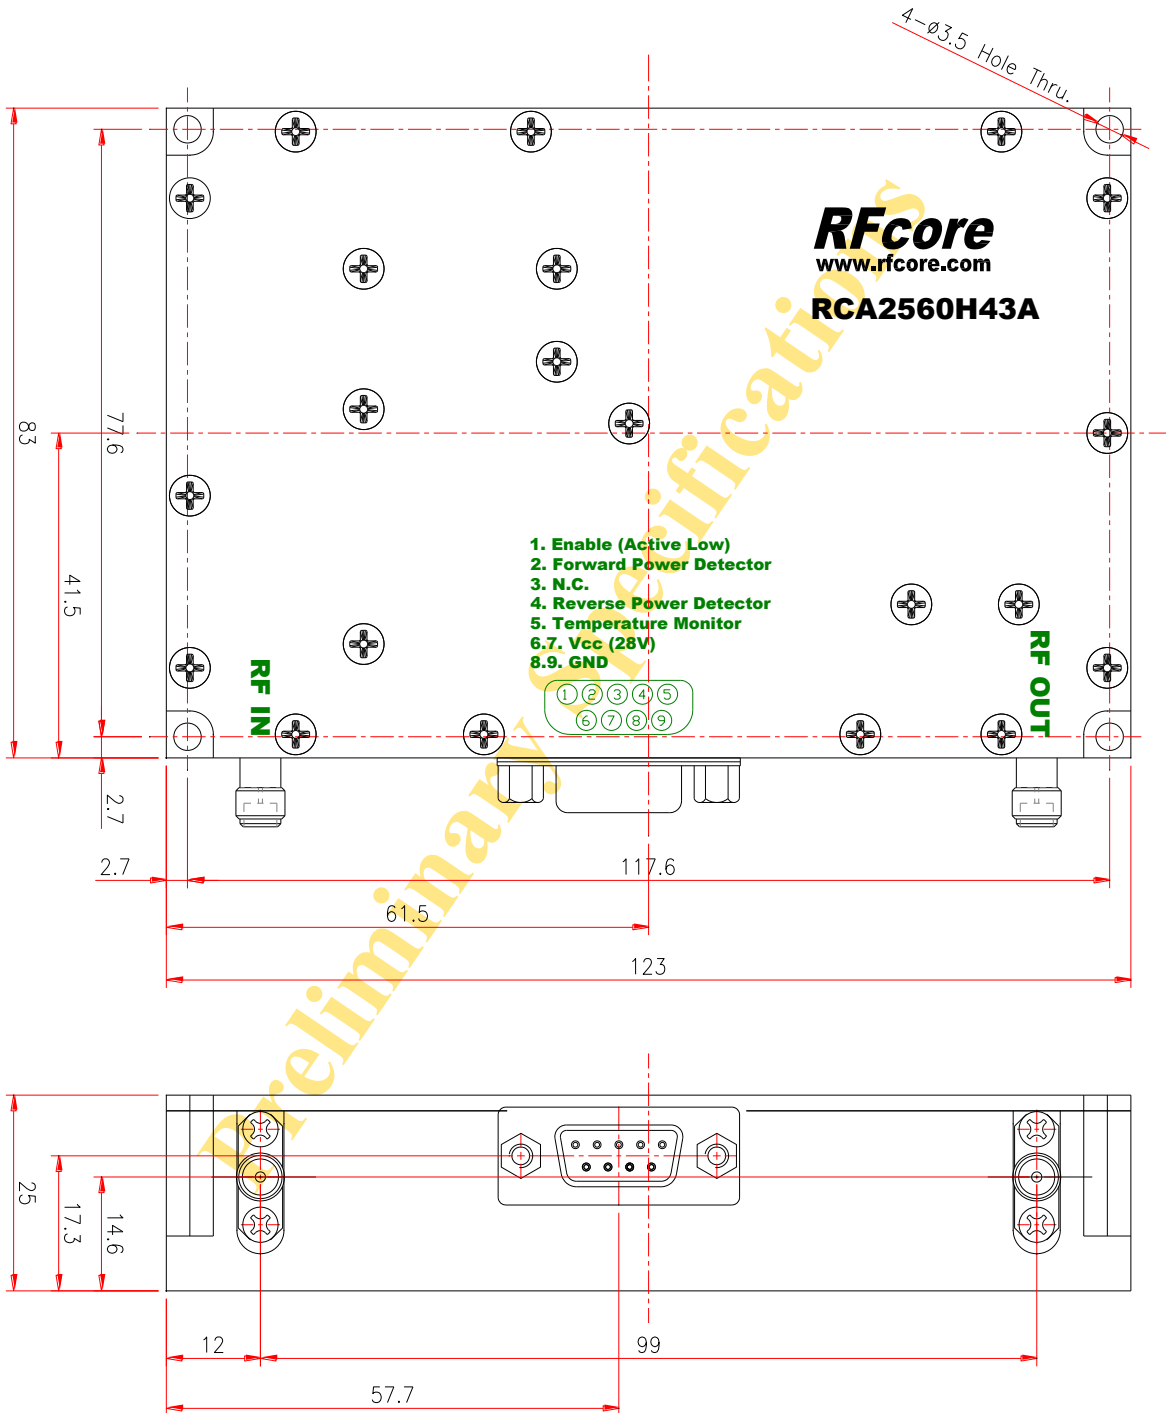 4-ø3.5 Hole Thru.
RFcore
www.rfcore.com
RCA2560H43A
83
77.6
41.5
1. Enable (Active Low)
2. Forward Power Detector
3. N.C.
4. Reverse Power Detector
5. Temperature Monitor
6.7. Vcc (28V)
8.9. GND
1 2 3 4 5
6 7 8 9
RF IN
RF OUT
2.7
2.7
117.6
61.5
123
Preliminary Specifications
25
17.3
14.6
12
99
57.7